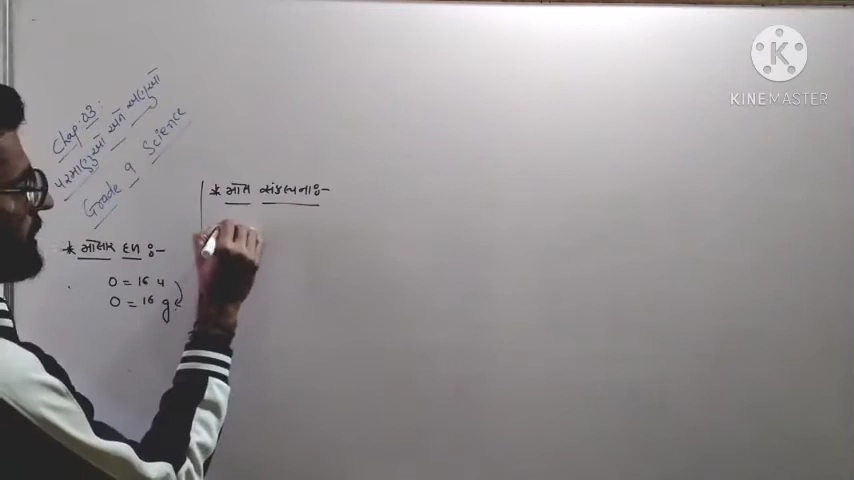 Chap: 03:
પરમાણુઓ અને અણુઓ
Grade 9 Science
* મોલર દળ :-
O = 16 u
O = 16 g
* મોલ સંકલ્પના :-
KINEMASTER